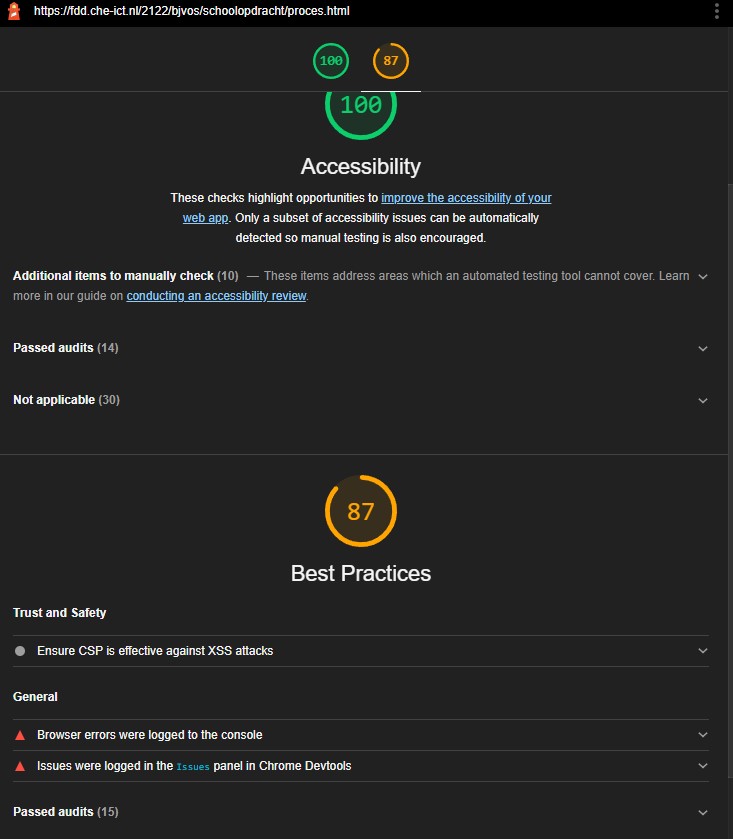 https://fdd.che-ict.nl/2122/bjvos/schoolopdracht/proces.html
100
87
100
Accessibility
These checks highlight opportunities to improve the accessibility of your
web app. Only a subset of accessibility issues can be automatically
detected so manual testing is also encouraged.
Additional items to manually check (10) — These items address areas which an automated testing tool cannot cover. Learn
more in our guide on conducting an accessibility review.
Passed audits (14)
Not applicable (30)
87
Best Practices
Trust and Safety
Ensure CSP is effective against XSS attacks
General
Browser errors were logged to the console
Issues were logged in the Issues panel in Chrome Devtools
Passed audits (15)